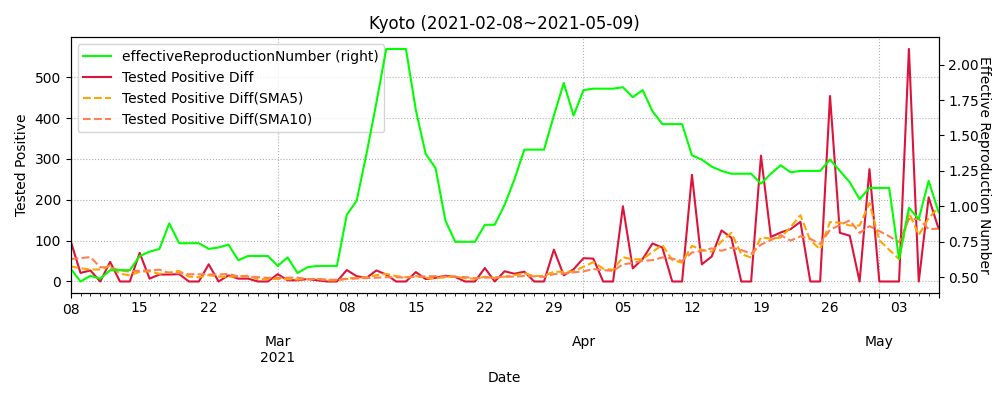 Kyoto (2021-02-08~2021-05-09)
effectiveReproductionNumber (right)
Tested Positive Diff
Tested Positive Diff(SMA5)
Tested Positive Diff(SMA10)
Tested Positive
500
400
300
200
100
0
2.00
1.75
1.50
1.25
1.00
0.75
0.50
Effective Reproduction Number
08 15 22 08 15 22 29 05 12 19 26 03
Mar Apr May
2021
Date